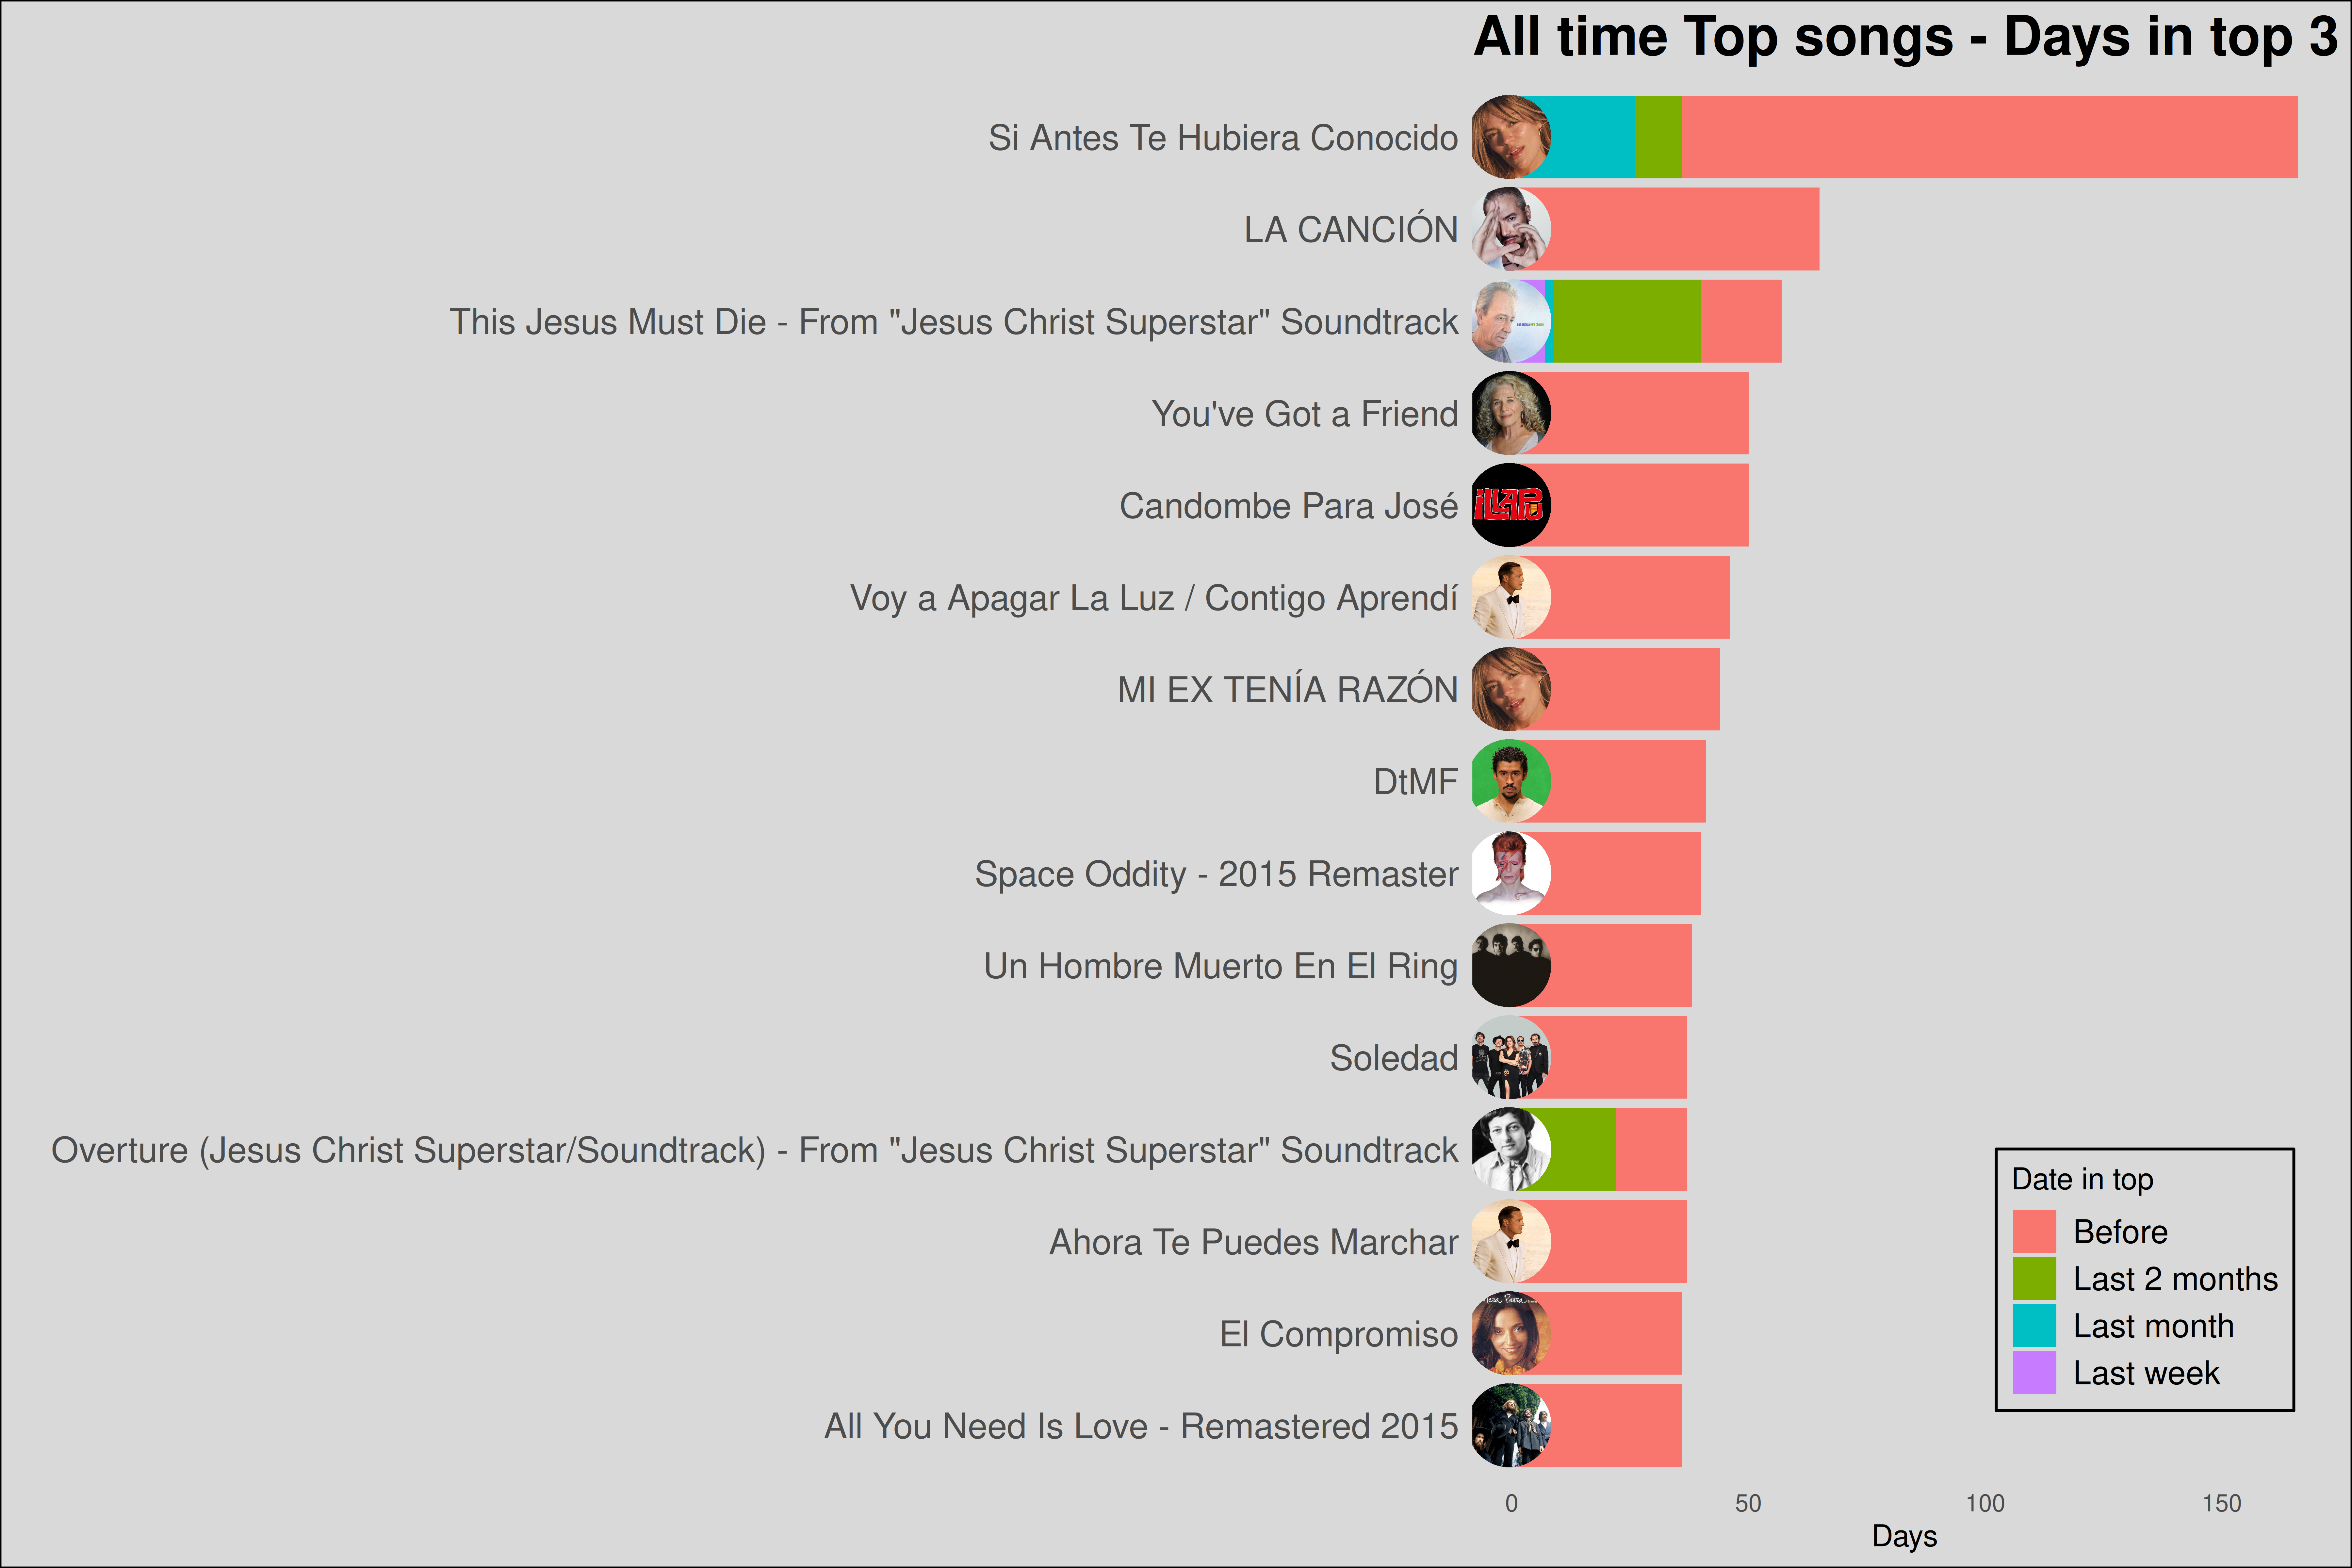 All time Top songs - Days in top 3
Si Antes Te Hubiera Conocido
LA CANCIÓN
This Jesus Must Die - From "Jesus Christ Superstar" Soundtrack
You've Got a Friend
Candombe Para José
ILLAPU
Voy a Apagar La Luz / Contigo Aprendí
MI EX TENÍA RAZÓN
DtMF
Space Oddity - 2015 Remaster
Un Hombre Muerto En El Ring
Soledad
Overture (Jesus Christ Superstar/Soundtrack) - From "Jesus Christ Superstar" Soundtrack
Ahora Te Puedes Marchar
El Compromiso
All You Need Is Love - Remastered 2015
Date in top
Before
Last 2 months
Last month
Last week
0 50 100 150
Days